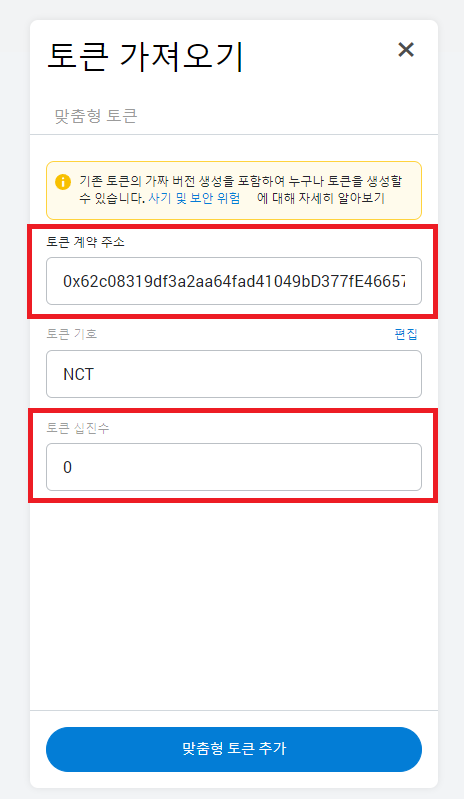 토큰 가져오기
맞춤형 토큰
기존 토큰의 가짜 버전 생성을 포함하여 누구나 토큰을 생성할
수 있습니다. 사기 및 보안 위험 에 대해 자세히 알아보기
토큰 계약 주소
0x62c08319df3a2aa64fad41049bD377fE46657
토큰 기호 편집
NCT
토큰 십진수
0
맞춤형 토큰 추가